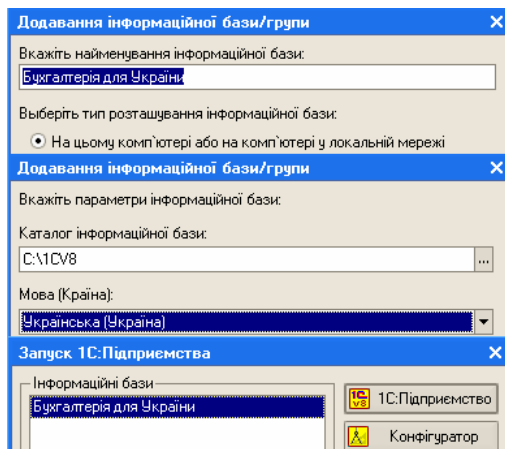 Додавання інформаційної бази/групи
Вкажіть найменування інформаційної бази:
Бухгалтерія для України
Выберіть тип розташування інформаційної бази:
На цьому комп`ютері або на комп`ютері у локальній мережі
Додавання інформаційної бази/групи
Вкажіть параметри інформаційної бази:
Каталог інформаційної бази:
C:\1CV8
...
Мова (Країна):
Українська (Україна)
Запуск 1С:Підприємства
Інформаційні бази
Бухгалтерія для України
1С:Підприємство
Конфігуратор